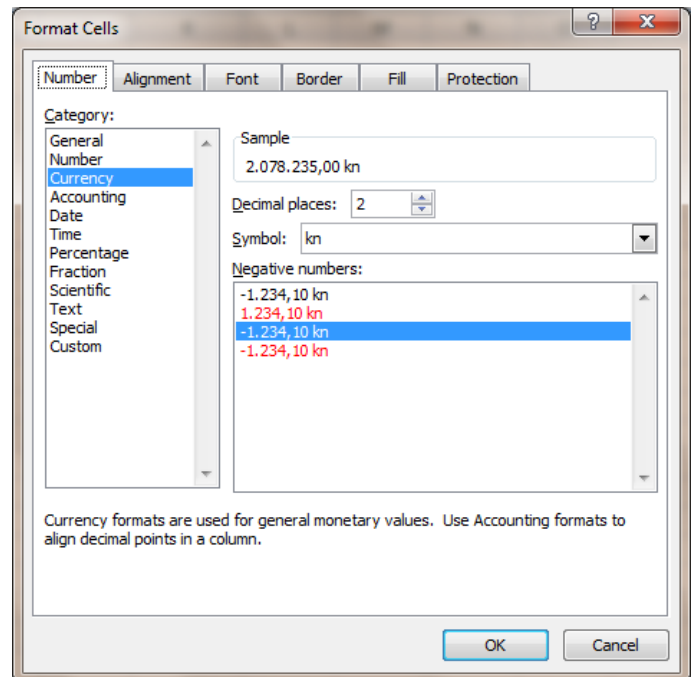 Format Cells
Number Alignment Font Border Fill Protection
Category:
General
Number
Currency
Accounting
Date
Time
Percentage
Fraction
Scientific
Text
Special
Custom
Sample
2.078.235,00 kn
Decimal places: 2
Symbol: kn
Negative numbers:
-1.234,10 kn
1.234,10 kn
-1.234,10 kn
-1.234,10 kn
Currency formats are used for general monetary values. Use Accounting formats to
align decimal points in a column.
OK Cancel